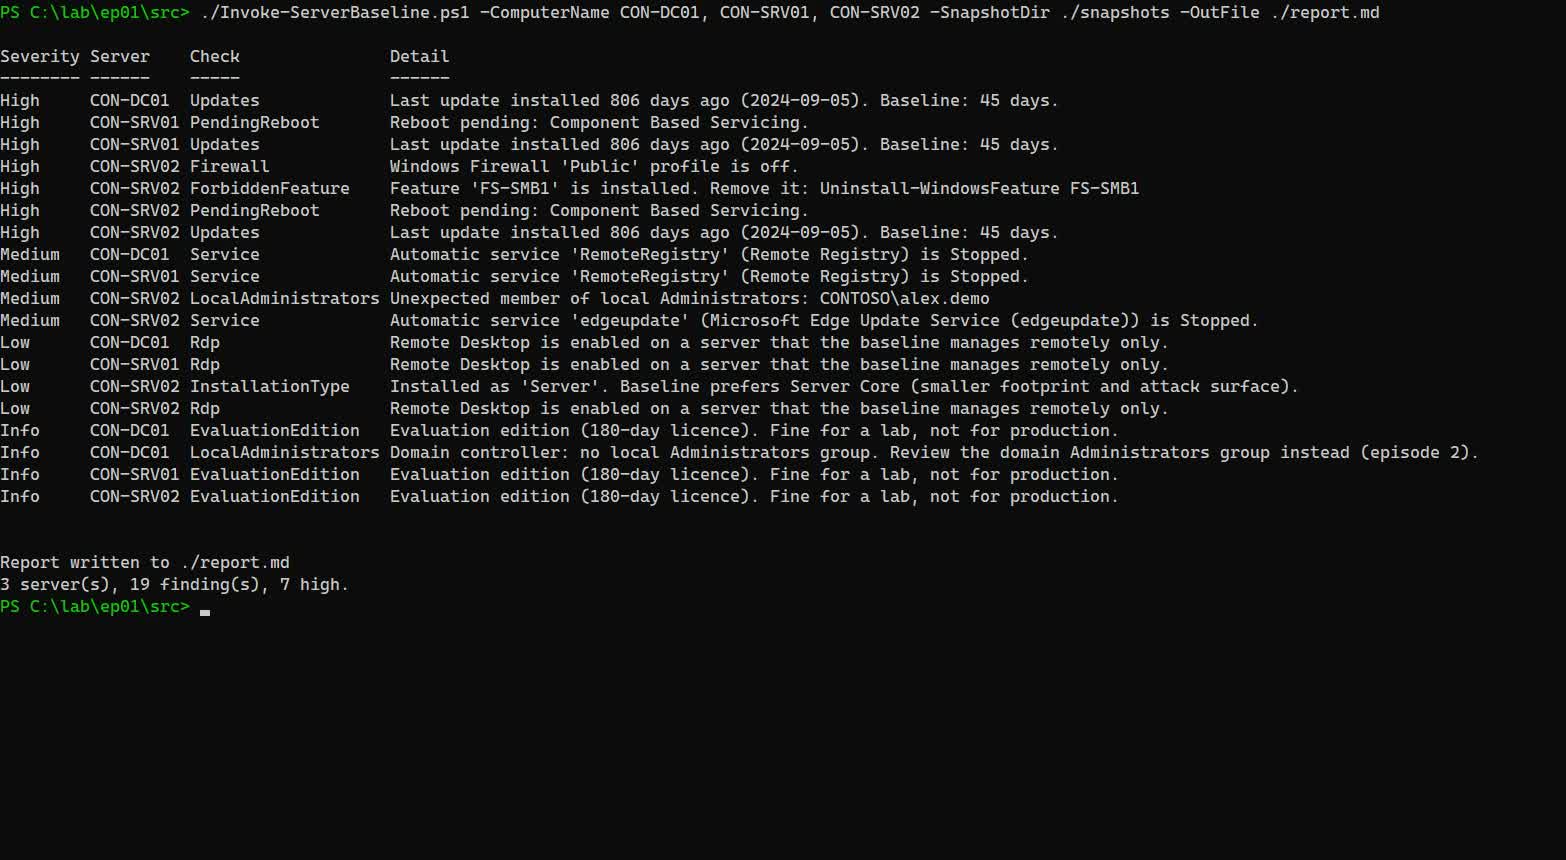 PS C:\lab\ep01\src> ./Invoke-ServerBaseline.ps1 -ComputerName CON-DC01, CON-SRV01, CON-SRV02 -SnapshotDir ./snapshots -OutFile ./report.md
Severity Server    Check               Detail
-------- ------    -----               ------
High     CON-DC01  Updates             Last update installed 806 days ago (2024-09-05). Baseline: 45 days.
High     CON-SRV01 PendingReboot       Reboot pending: Component Based Servicing.
High     CON-SRV01 Updates             Last update installed 806 days ago (2024-09-05). Baseline: 45 days.
High     CON-SRV02 Firewall            Windows Firewall 'Public' profile is off.
High     CON-SRV02 ForbiddenFeature    Feature 'FS-SMB1' is installed. Remove it: Uninstall-WindowsFeature FS-SMB1
High     CON-SRV02 PendingReboot       Reboot pending: Component Based Servicing.
High     CON-SRV02 Updates             Last update installed 806 days ago (2024-09-05). Baseline: 45 days.
Medium   CON-DC01  Service             Automatic service 'RemoteRegistry' (Remote Registry) is Stopped.
Medium   CON-SRV01 Service             Automatic service 'RemoteRegistry' (Remote Registry) is Stopped.
Medium   CON-SRV02 LocalAdministrators Unexpected member of local Administrators: CONTOSO\alex.demo
Medium   CON-SRV02 Service             Automatic service 'edgeupdate' (Microsoft Edge Update Service (edgeupdate)) is Stopped.
Low      CON-DC01  Rdp                 Remote Desktop is enabled on a server that the baseline manages remotely only.
Low      CON-SRV01 Rdp                 Remote Desktop is enabled on a server that the baseline manages remotely only.
Low      CON-SRV02 InstallationType    Installed as 'Server'. Baseline prefers Server Core (smaller footprint and attack surface).
Low      CON-SRV02 Rdp                 Remote Desktop is enabled on a server that the baseline manages remotely only.
Info     CON-DC01  EvaluationEdition   Evaluation edition (180-day licence). Fine for a lab, not for production.
Info     CON-DC01  LocalAdministrators Domain controller: no local Administrators group. Review the domain Administrators group instead (episode 2).
Info     CON-SRV01 EvaluationEdition   Evaluation edition (180-day licence). Fine for a lab, not for production.
Info     CON-SRV02 EvaluationEdition   Evaluation edition (180-day licence). Fine for a lab, not for production.
Report written to ./report.md
3 server(s), 19 finding(s), 7 high.
PS C:\lab\ep01\src>